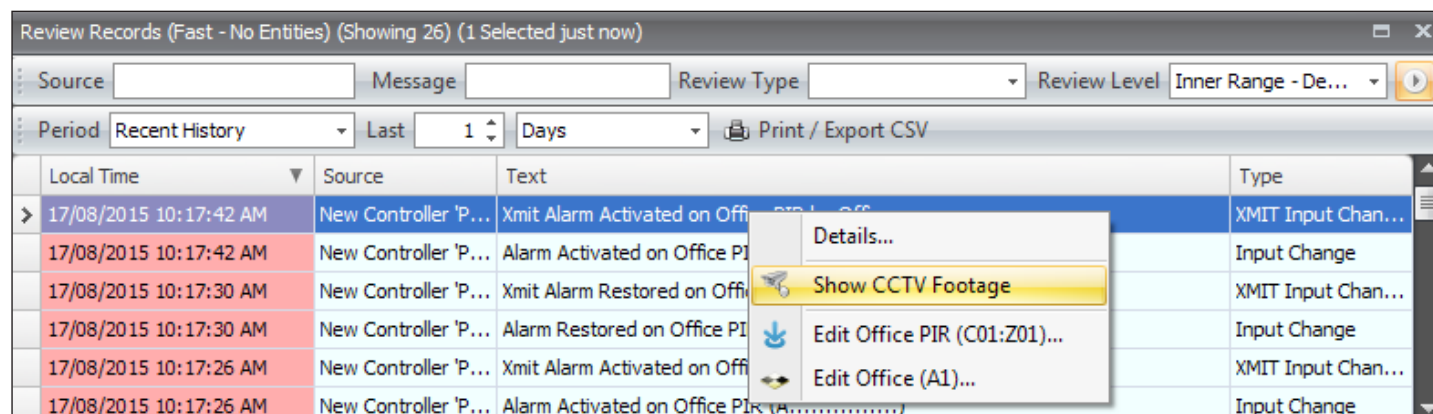 Review Records (Fast - No Entities) (Showing 26) (1 Selected just now)
Source Message Review Type Review Level Inner Range - De...
Period Recent History Last 1 Days Print / Export CSV
Local Time Source Text Type
17/08/2015 10:17:42 AM New Controller 'P... Xmit Alarm Activated on XMIT Input Chan...
Details...
17/08/2015 10:17:42 AM New Controller 'P... Alarm Activated on Office Input Change
Show CCTV Footage
17/08/2015 10:17:30 AM New Controller 'P... Xmit Alarm Restored on XMIT Input Chan...
17/08/2015 10:17:30 AM New Controller 'P... Alarm Restored on Office Input Change
Edit Office PIR (C01:Z01)...
17/08/2015 10:17:26 AM New Controller 'P... Xmit Alarm Activated on XMIT Input Chan...
Edit Office (A1)...
17/08/2015 10:17:26 AM New Controller 'P... Alarm Activated on Office PIR Input Change